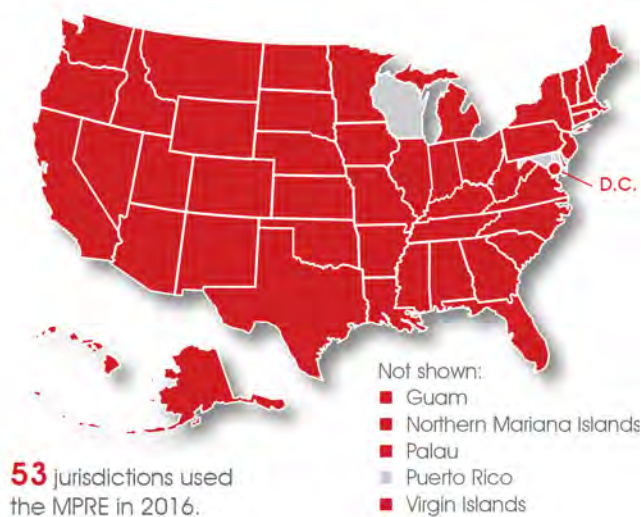 D.C.
Not shown:
Guam
Northern Mariana Islands
Palau
Puerto Rico
Virgin Islands
53 jurisdictions used
the MPRE in 2016.